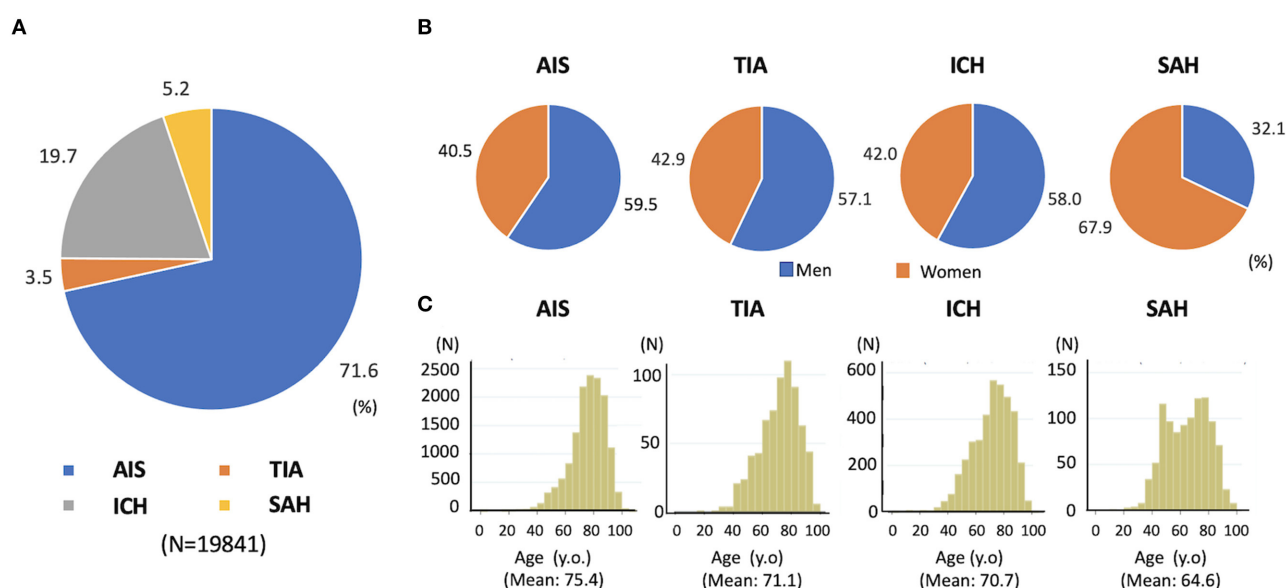 A
5.2
19.7
3.5
71.6
(%)
AIS TIA
ICH SAH
(N=19841)
B
AIS TIA ICH SAH
40.5 59.5 42.9 57.1 42.0 58.0 32.1 67.9
Men Women (%)
C
AIS TIA ICH SAH
(N) (N) (N) (N)
2500 2000 1500 1000 500 0
100 50 0
600 400 200 0
150 100 50 0
0 20 40 60 80 100 0 20 40 60 80 100 0 20 40 60 80 100 0 20 40 60 80 100
Age (y.o.) Age (y.o) Age (y.o) Age (y.o)
(Mean: 75.4) (Mean: 71.1) (Mean: 70.7) (Mean: 64.6)